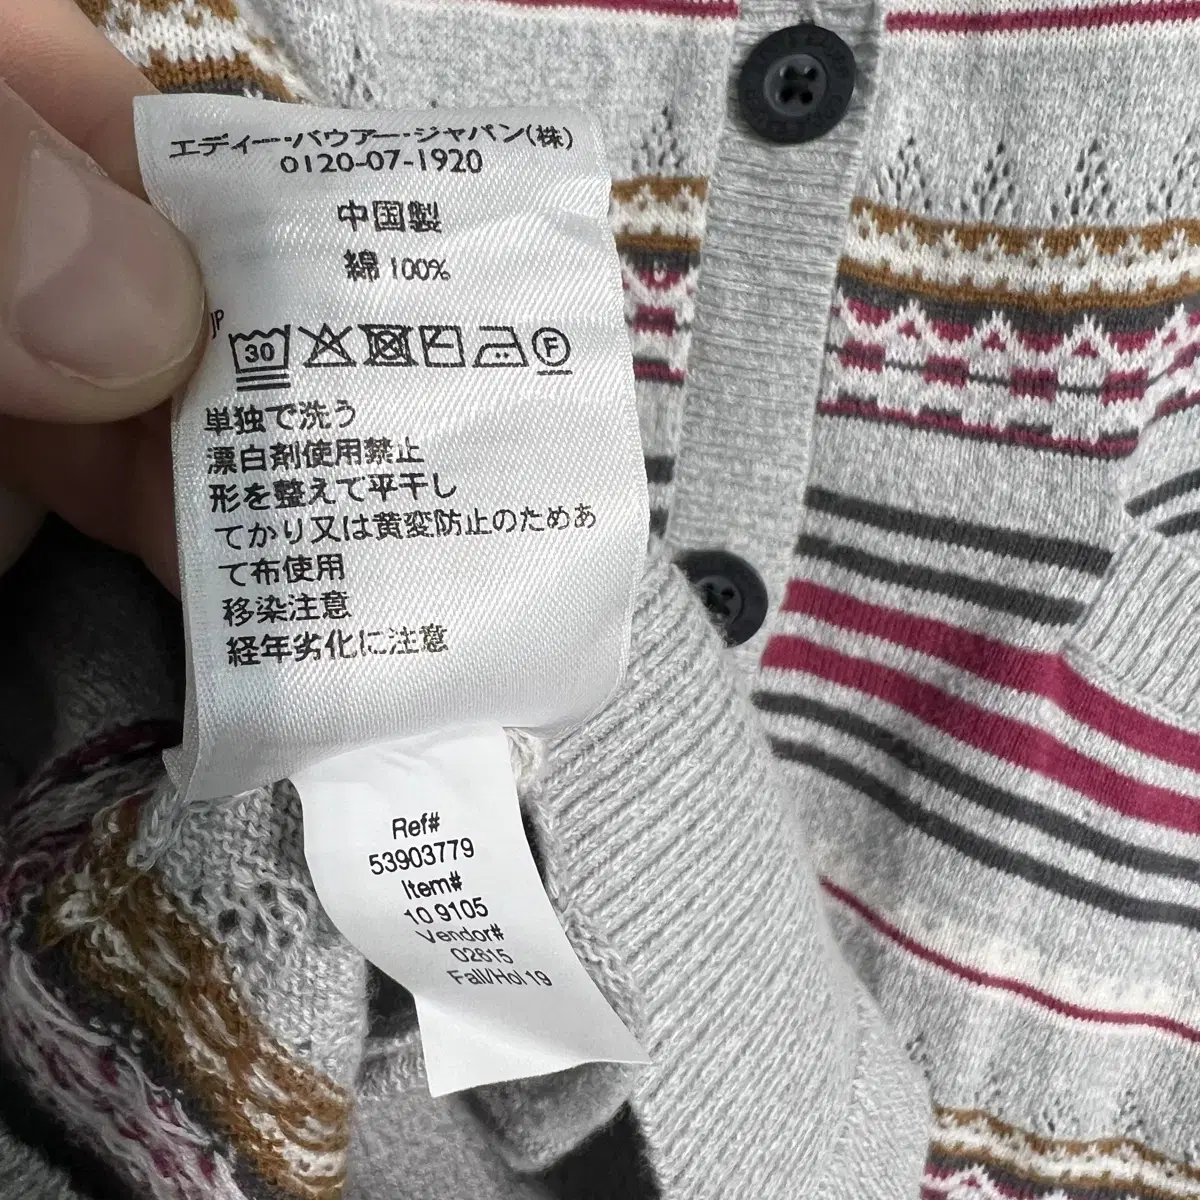 エディー・バウアー・ジャパン(株)
0120-07-1920
中国製
綿 100%
JP
30
F
単独で洗う
漂白剤使用禁止
形を整えて平干し
てかり又は黄変防止のためあ
て布使用
移染注意
経年劣化に注意
Ref#
53903779
Item#
10 9105
Vendor#
02615
Fall/Hol 19